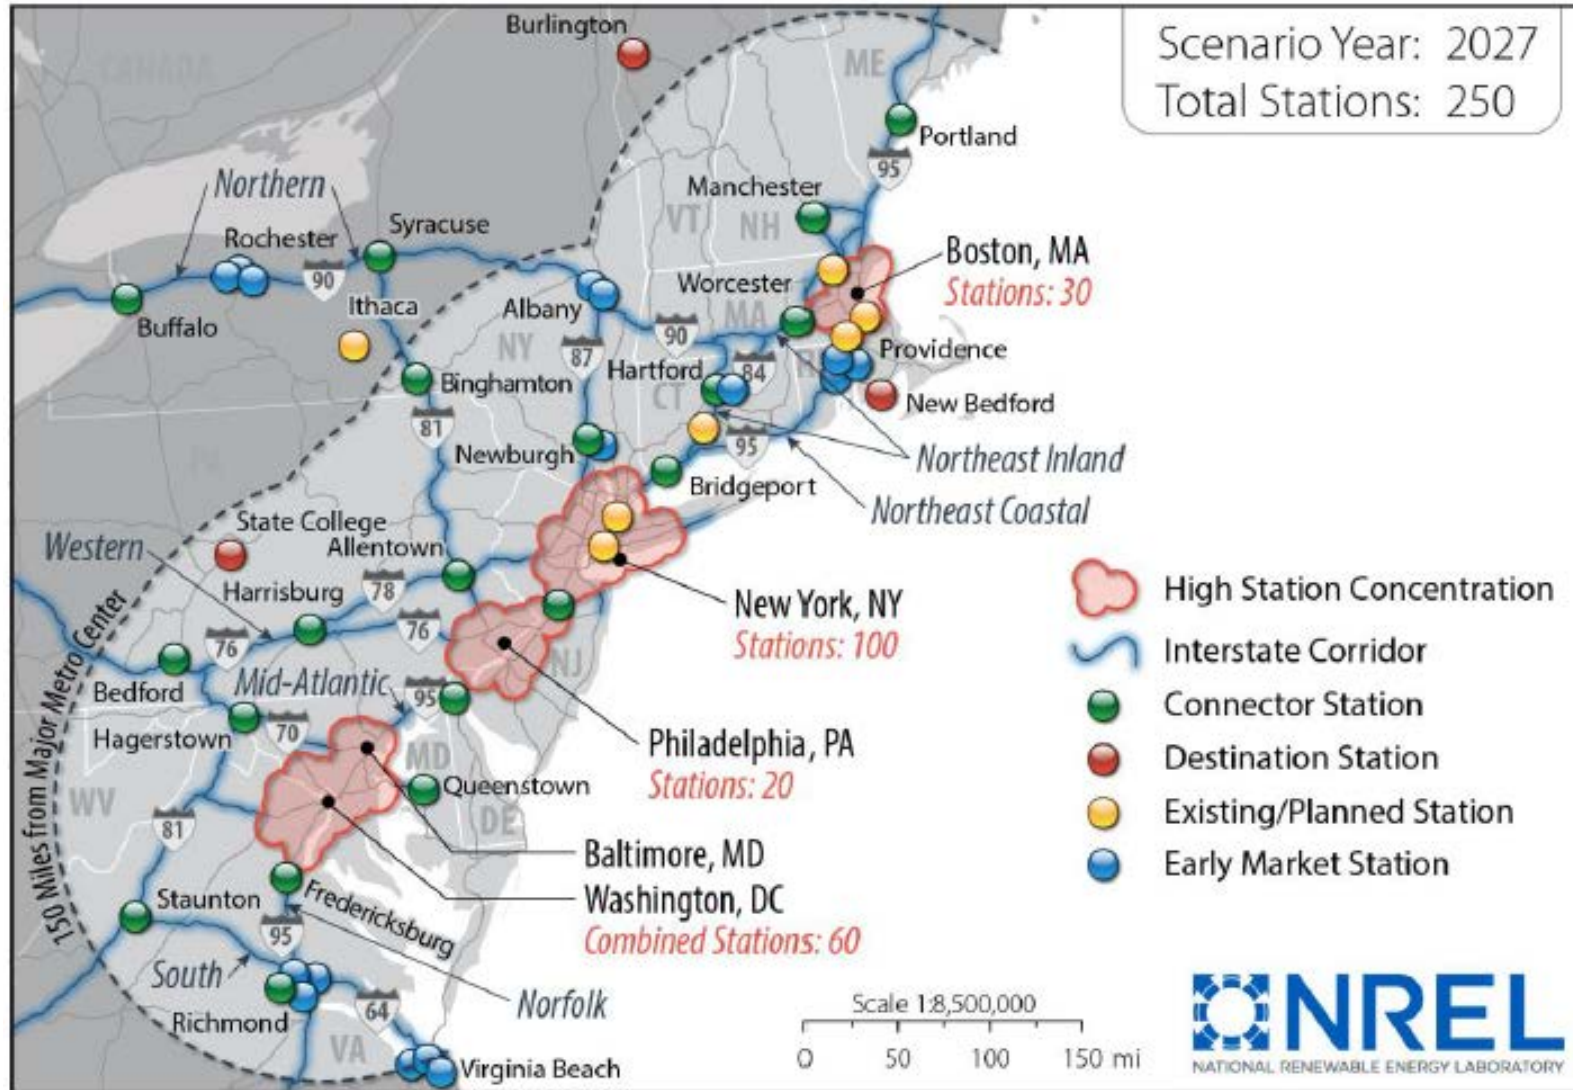 Burlington
CANADA
ME
Scenario Year: 2027
Total Stations: 250
Portland
95
Northern
Manchester
VT
NH
Syracuse
Rochester
90
Boston, MA
Stations: 30
Worcester
MA
Ithaca
Albany
Buffalo
90
NY
87
Providence
Hartford
84
CT
Binghamton
New Bedford
81
95
Newburgh
Northeast Inland
Bridgeport
PA
Northeast Coastal
State College
Western
Allentown
Harrisburg
78
High Station Concentration
New York, NY
Stations: 100
76
76
Interstate Corridor
NJ
Bedford
Mid-Atlantic
95
Connector Station
Hagerstown
70
Philadelphia, PA
Stations: 20
Destination Station
MD
Queenstown
150 Miles from Major Metro Center
WV
DE
Existing/Planned Station
81
Baltimore, MD
Washington, DC
Combined Stations: 60
Early Market Station
Staunton
Fredericksburg
95
South
Norfolk
64
Richmond
VA
Virginia Beach
Scale 1:8,500,000
0 50 100 150 mi
NREL
NATIONAL RENEWABLE ENERGY LABORATORY